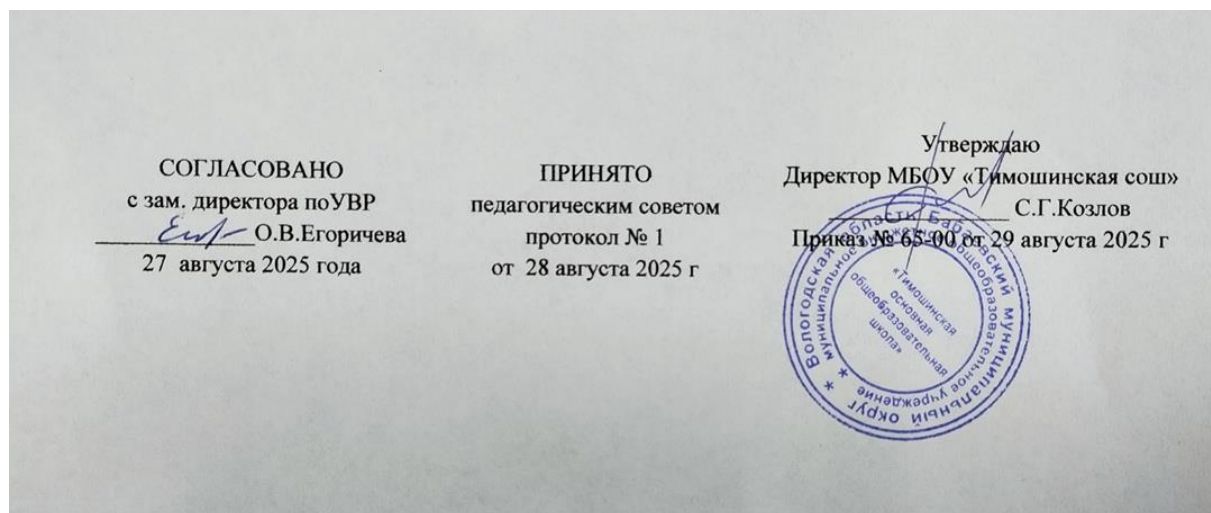 СОГЛАСОВАНО
с зам. директора поУВР
О.В.Егоричева
27 августа 2025 года
ПРИНЯТО
педагогическим советом
протокол № 1
от 28 августа 2025 г
Утверждаю
Директор МБОУ «Тимошинская сош»
С.Г.Козлов
Приказ № 65-00 от 29 августа 2025 г
★ Вологодская область Бабаевский муниципальный округ
★ муниципальное бюджетное общеобразовательное учреждение
«Тимошинская
основная
общеобразовательная
школа»